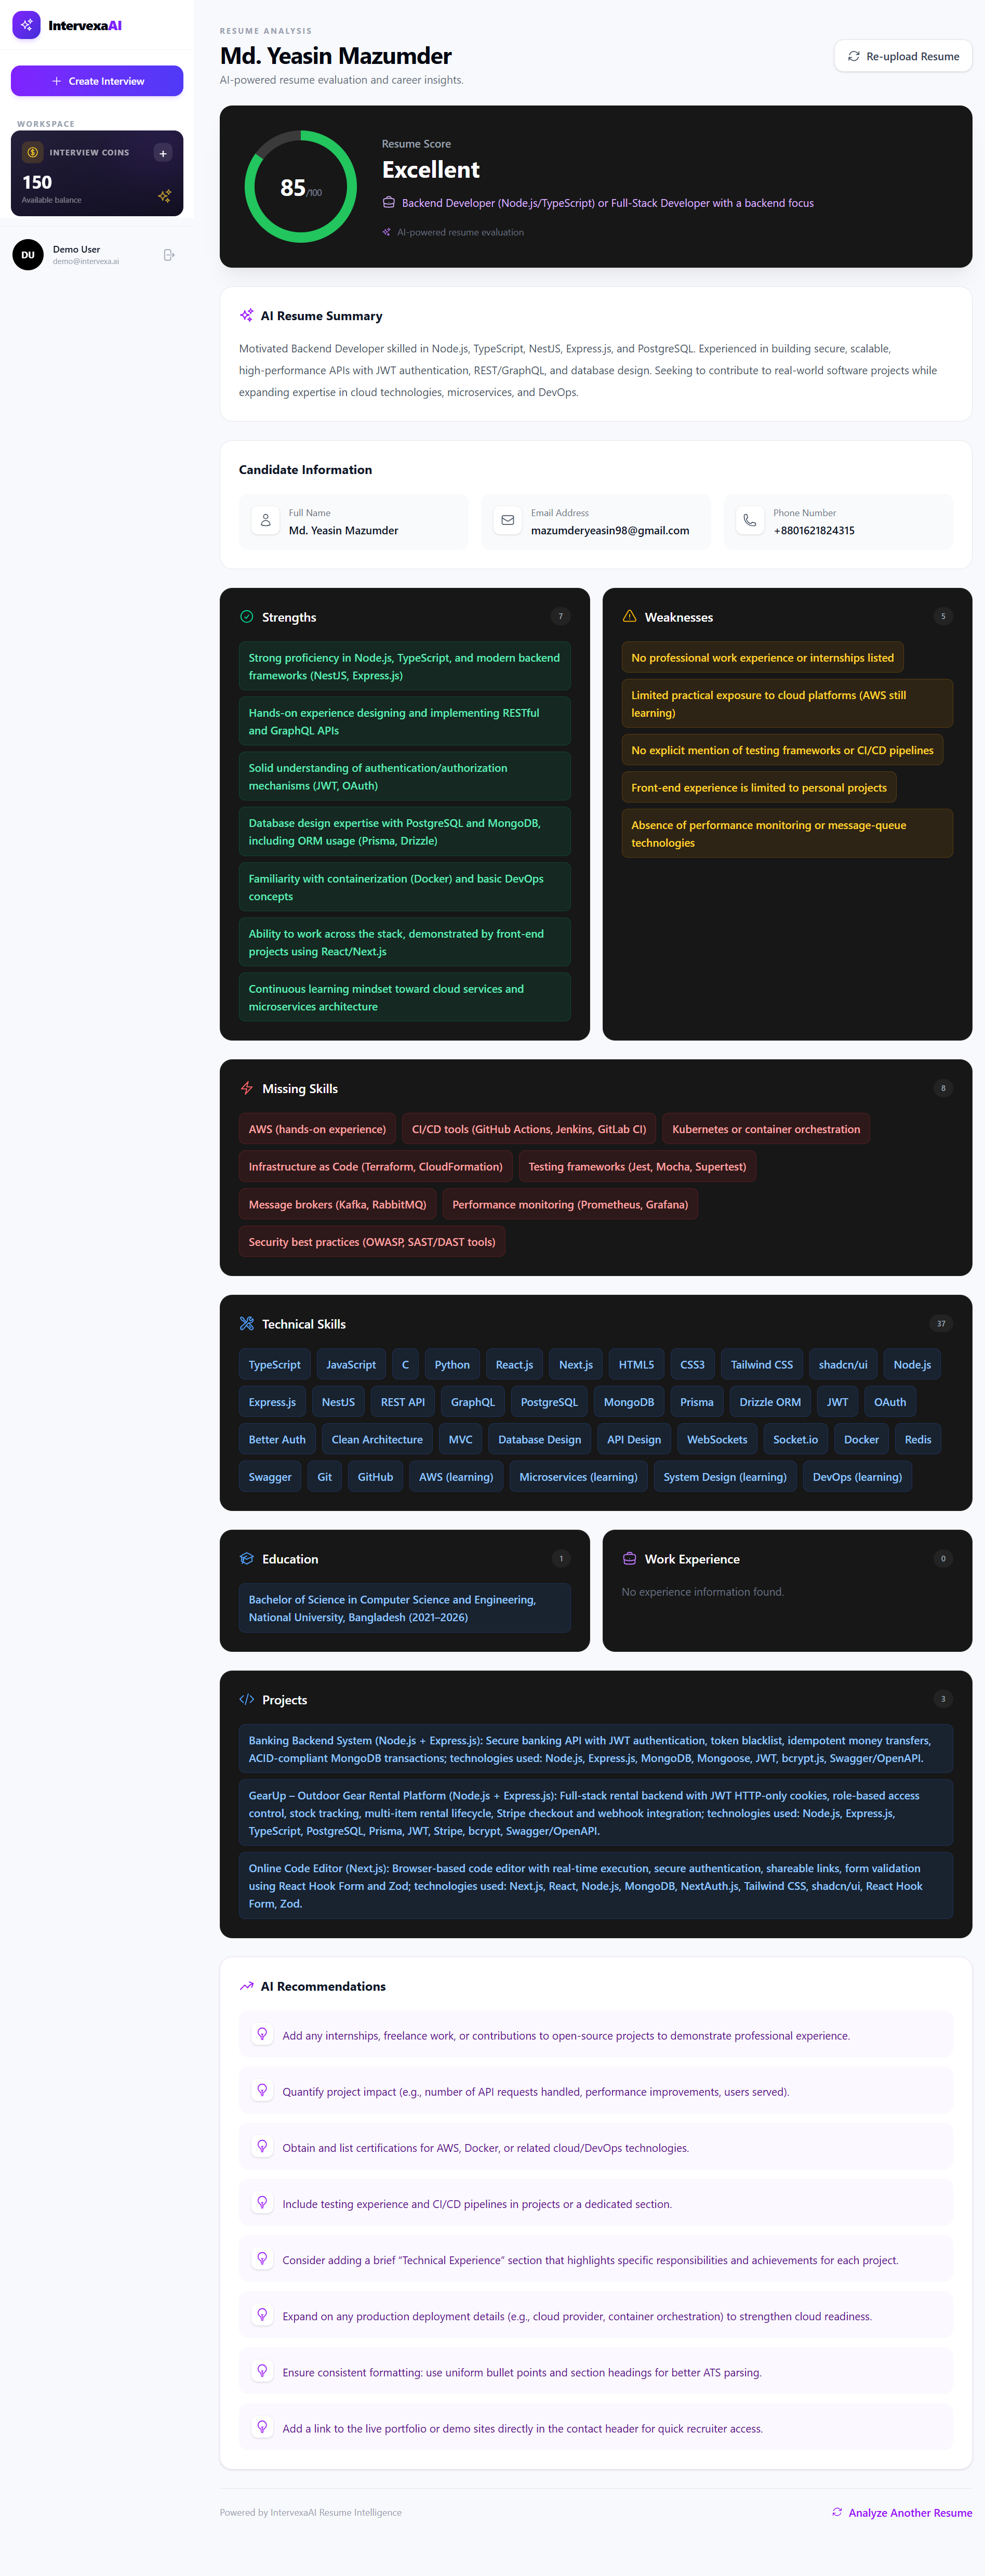 IntervexaAI
Create Interview
WORKSPACE
INTERVIEW COINS
150
Available balance
DU
Demo User
demo@intervexa.ai
RESUME ANALYSIS
Md. Yeasin Mazumder
AI-powered resume evaluation and career insights.
Re-upload Resume
85/100
Resume Score
Excellent
Backend Developer (Node.js/TypeScript) or Full-Stack Developer with a backend focus
AI-powered resume evaluation
AI Resume Summary
Motivated Backend Developer skilled in Node.js, TypeScript, NestJS, Express.js, and PostgreSQL. Experienced in building secure, scalable,
high-performance APIs with JWT authentication, REST/GraphQL, and database design. Seeking to contribute to real-world software projects while
expanding expertise in cloud technologies, microservices, and DevOps.
Candidate Information
Full Name
Md. Yeasin Mazumder
Email Address
mazumderyeasin98@gmail.com
Phone Number
+8801621824315
Strengths
7
Strong proficiency in Node.js, TypeScript, and modern backend
frameworks (NestJS, Express.js)
Hands-on experience designing and implementing RESTful
and GraphQL APIs
Solid understanding of authentication/authorization
mechanisms (JWT, OAuth)
Database design expertise with PostgreSQL and MongoDB,
including ORM usage (Prisma, Drizzle)
Familiarity with containerization (Docker) and basic DevOps
concepts
Ability to work across the stack, demonstrated by front-end
projects using React/Next.js
Continuous learning mindset toward cloud services and
microservices architecture
Weaknesses
5
No professional work experience or internships listed
Limited practical exposure to cloud platforms (AWS still
learning)
No explicit mention of testing frameworks or CI/CD pipelines
Front-end experience is limited to personal projects
Absence of performance monitoring or message-queue
technologies
Missing Skills
8
AWS (hands-on experience) CI/CD tools (GitHub Actions, Jenkins, GitLab CI) Kubernetes or container orchestration
Infrastructure as Code (Terraform, CloudFormation) Testing frameworks (Jest, Mocha, Supertest)
Message brokers (Kafka, RabbitMQ) Performance monitoring (Prometheus, Grafana)
Security best practices (OWASP, SAST/DAST tools)
Technical Skills
37
TypeScript JavaScript C Python React.js Next.js HTML5 CSS3 Tailwind CSS shadcn/ui Node.js
Express.js NestJS REST API GraphQL PostgreSQL MongoDB Prisma Drizzle ORM JWT OAuth
Better Auth Clean Architecture MVC Database Design API Design WebSockets Socket.io Docker Redis
Swagger Git GitHub AWS (learning) Microservices (learning) System Design (learning) DevOps (learning)
Education
1
Bachelor of Science in Computer Science and Engineering,
National University, Bangladesh (2021–2026)
Work Experience
0
No experience information found.
Projects
3
Banking Backend System (Node.js + Express.js): Secure banking API with JWT authentication, token blacklist, idempotent money transfers,
ACID-compliant MongoDB transactions; technologies used: Node.js, Express.js, MongoDB, Mongoose, JWT, bcrypt.js, Swagger/OpenAPI.
GearUp – Outdoor Gear Rental Platform (Node.js + Express.js): Full-stack rental backend with JWT HTTP-only cookies, role-based access
control, stock tracking, multi-item rental lifecycle, Stripe checkout and webhook integration; technologies used: Node.js, Express.js,
TypeScript, PostgreSQL, Prisma, JWT, Stripe, bcrypt, Swagger/OpenAPI.
Online Code Editor (Next.js): Browser-based code editor with real-time execution, secure authentication, shareable links, form validation
using React Hook Form and Zod; technologies used: Next.js, React, Node.js, MongoDB, NextAuth.js, Tailwind CSS, shadcn/ui, React Hook
Form, Zod.
AI Recommendations
Add any internships, freelance work, or contributions to open-source projects to demonstrate professional experience.
Quantify project impact (e.g., number of API requests handled, performance improvements, users served).
Obtain and list certifications for AWS, Docker, or related cloud/DevOps technologies.
Include testing experience and CI/CD pipelines in projects or a dedicated section.
Consider adding a brief “Technical Experience” section that highlights specific responsibilities and achievements for each project.
Expand on any production deployment details (e.g., cloud provider, container orchestration) to strengthen cloud readiness.
Ensure consistent formatting: use uniform bullet points and section headings for better ATS parsing.
Add a link to the live portfolio or demo sites directly in the contact header for quick recruiter access.
Powered by IntervexaAI Resume Intelligence
Analyze Another Resume